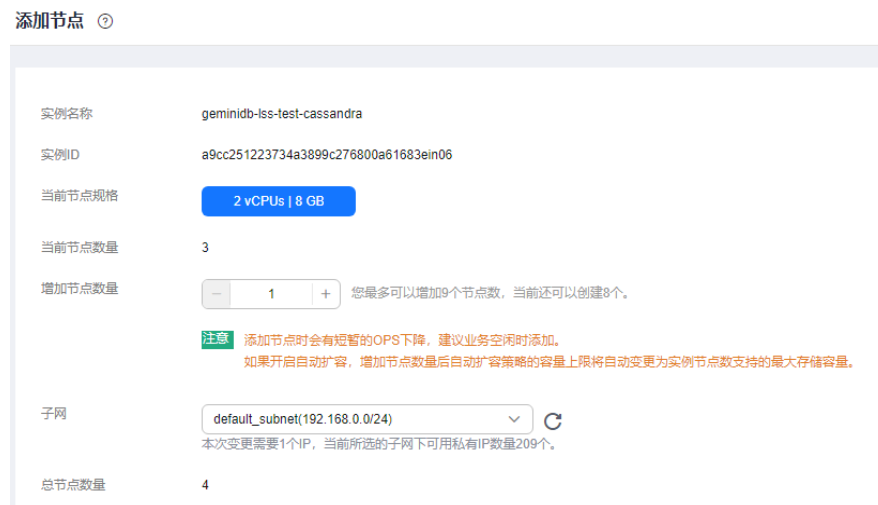 添加节点 ?
实例名称 geminidb-lss-test-cassandra
实例ID a9cc251223734a3899c276800a61683ein06
当前节点规格 2 vCPUs | 8 GB
当前节点数量 3
增加节点数量 − 1 + 您最多可以增加9个节点数，当前还可以创建8个。
注意 添加节点时会有短暂的OPS下降，建议业务空闲时添加。
如果开启自动扩容，增加节点数量后自动扩容策略的容量上限将自动变更为实例节点数支持的最大存储容量。
子网 default_subnet(192.168.0.0/24)
本次变更需要1个IP，当前所选的子网下可用私有IP数量209个。
总节点数量 4